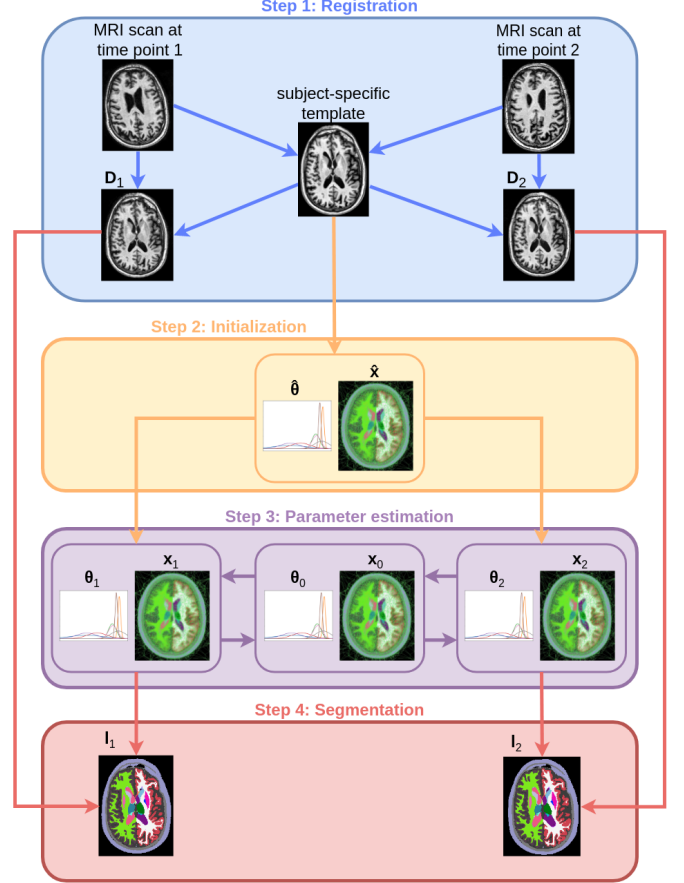 Step 1: Registration
MRI scan at
time point 1
MRI scan at
time point 2
subject-specific
template
D₁
D₂
Step 2: Initialization
θ̂
x̂
Step 3: Parameter estimation
θ₁
x₁
θ₀
x₀
θ₂
x₂
Step 4: Segmentation
l₁
l₂